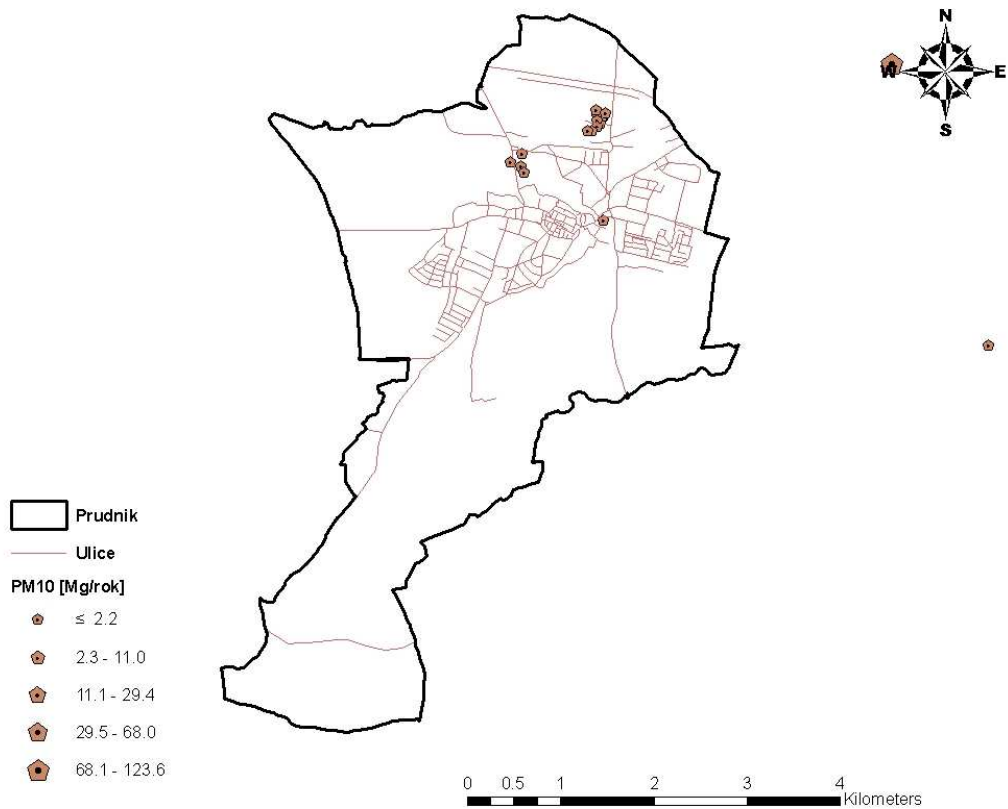 N
W
E
S
Prudnik
Ulice
PM10 [Mg/rok]
≤ 2.2
2.3 - 11.0
11.1 - 29.4
29.5 - 68.0
68.1 - 123.6
0 0.5 1 2 3 4
Kilometers